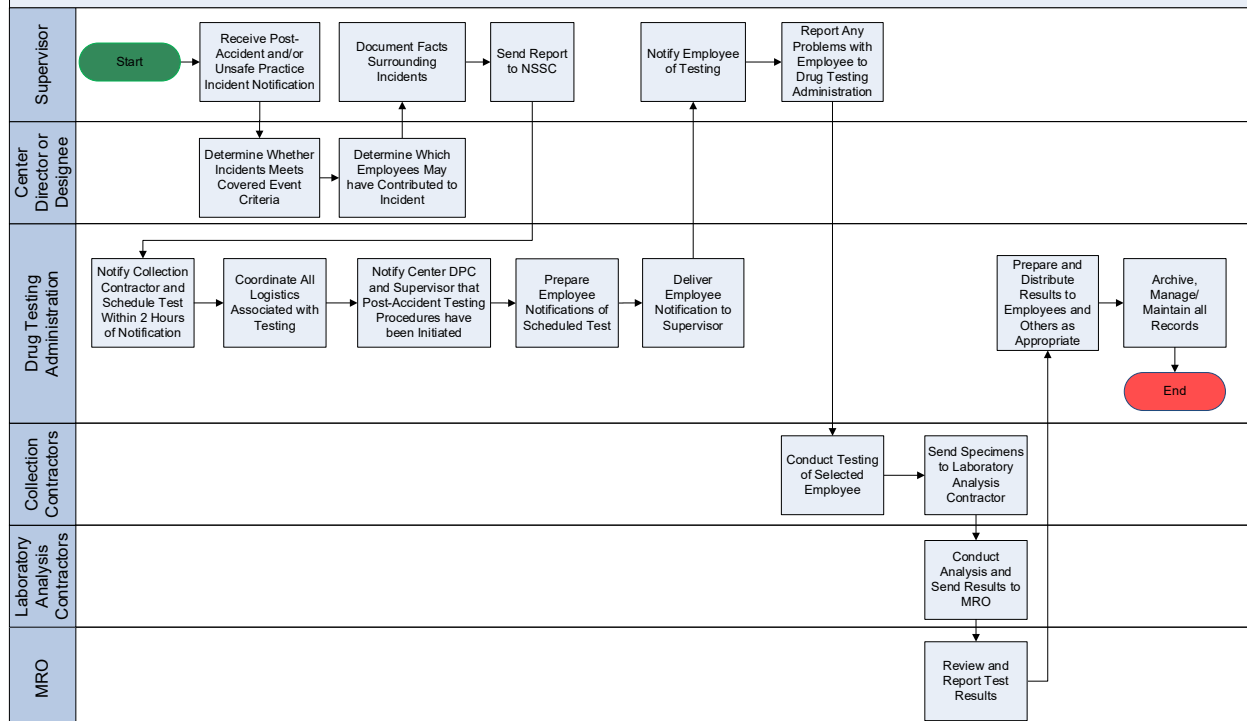 Supervisor
Start
Receive Post-
Accident and/or
Unsafe Practice
Incident Notification
Document Facts
Surrounding
Incidents
Send Report
to NSSC
Notify Employee
of Testing
Report Any
Problems with
Employee to Drug Testing
Administration
Center
Director or
Designee
Determine Whether
Incidents Meets
Covered Event
Criteria
Determine Which
Employees May
have Contributed to
Incident
Drug Testing
Administration
Notify Collection
Contractor and
Schedule Test
Within 2 Hours
of Notification
Coordinate All
Logistics
Associated with
Testing
Notify Center DPC
and Supervisor that
Post-Accident Testing
Procedures have
been Initiated
Prepare
Employee
Notifications of
Scheduled Test
Deliver
Employee
Notification to
Supervisor
Prepare and
Distribute
Results to
Employees and
Others as
Appropriate
Archive,
Manage/
Maintain all
Records
End
Collection
Contractors
Conduct Testing
of Selected
Employee
Send Specimens
to Laboratory
Analysis
Contractor
Laboratory
Analysis
Contractors
Conduct
Analysis and
Send Results to
MRO
MRO
Review and
Report Test
Results